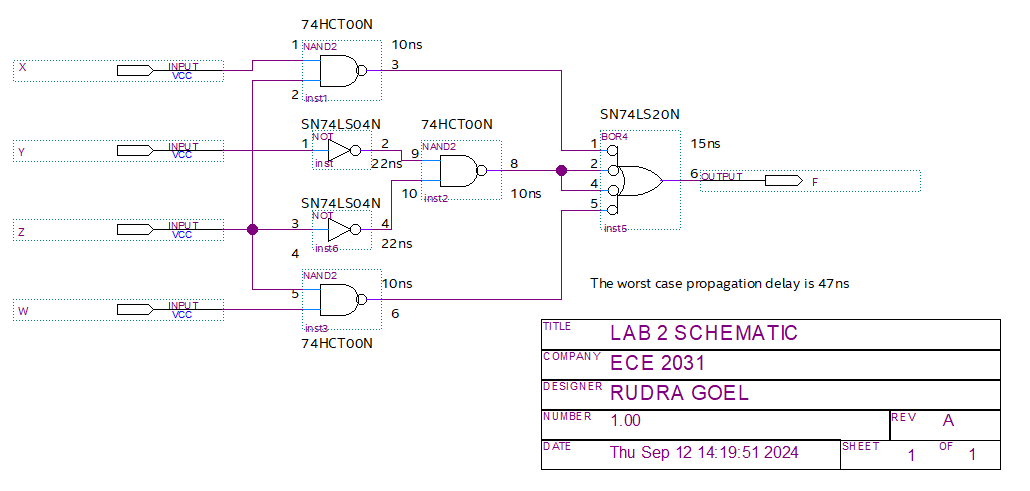 74HCT00N
1
NAND2
10ns
X
INPUT
VCC
3
2
inst1
SN74LS04N
74HCT00N
SN74LS20N
NOT
BOR4
Y
INPUT
VCC
1
2
9
NAND2
1
15ns
inst
22ns
8
2
6
OUTPUT
F
10
inst2
10ns
4
SN74LS04N
NOT
5
Z
INPUT
VCC
3
4
inst5
inst6
22ns
4
NAND2
10ns
The worst case propagation delay is 47ns
5
W
INPUT
VCC
6
inst3
74HCT00N
TITLE
LAB 2 SCHEMATIC
COMPANY
ECE 2031
DESIGNER
RUDRA GOEL
NUMBER
1.00
REV
A
DATE
Thu Sep 12 14:19:51 2024
SHEET
1
OF
1